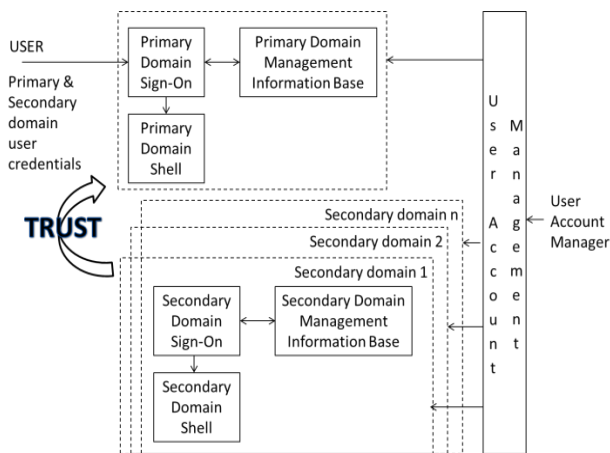 USER
Primary &
Secondary
domain
user
credentials
Primary
Domain
Sign-On
Primary Domain
Management
Information Base
Primary
Domain
Shell
TRUST
Secondary domain n
Secondary domain 2
Secondary domain 1
Secondary
Domain
Sign-On
Secondary Domain
Management
Information Base
Secondary
Domain
Shell
User Account
Management
User
Account
Manager